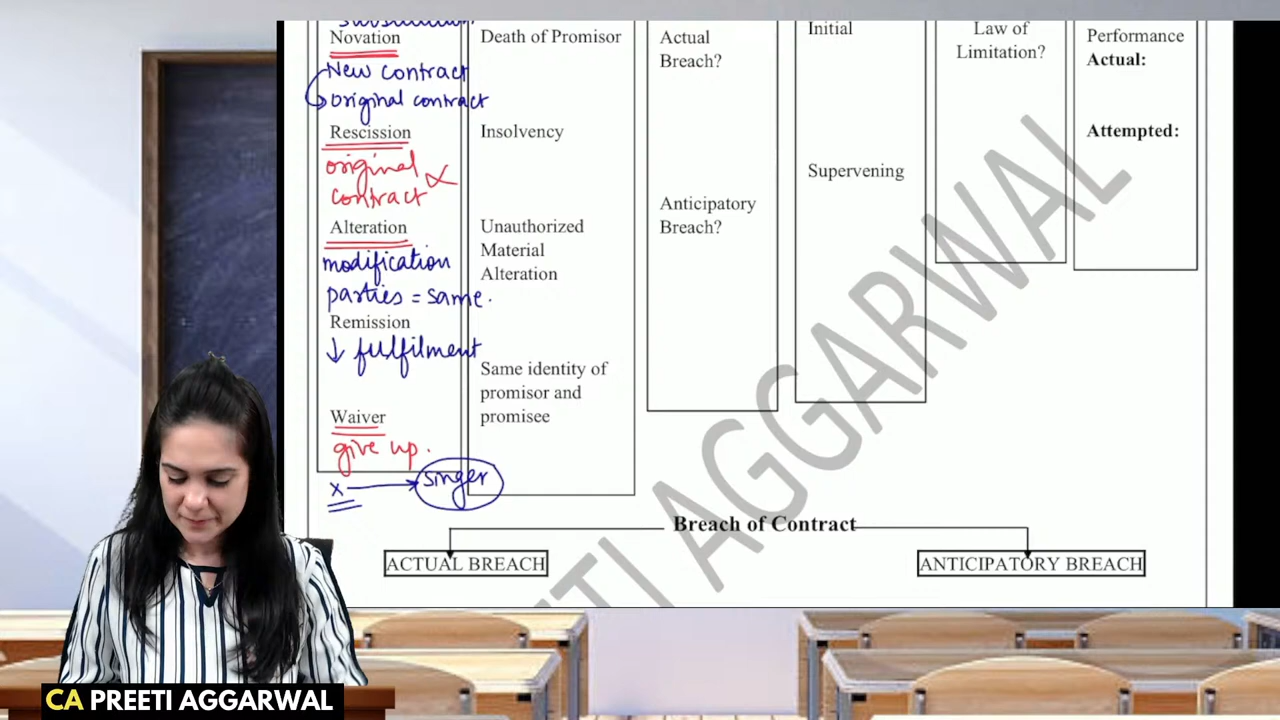 Novation
New contract
original contract
Rescission
original
contract
Alteration
modification
parties = same.
Remission
↓ fulfilment
Waiver
give up.
x → singer
Death of Promisor
Insolvency
Unauthorized
Material
Alteration
Same identity of
promisor and
promisee
Actual
Breach?
Anticipatory
Breach?
Initial
Supervening
Law of
Limitation?
Performance
Actual:
Attempted:
Breach of Contract
ACTUAL BREACH
ANTICIPATORY BREACH
ETI AGGARWAL
CA PREETI AGGARWAL